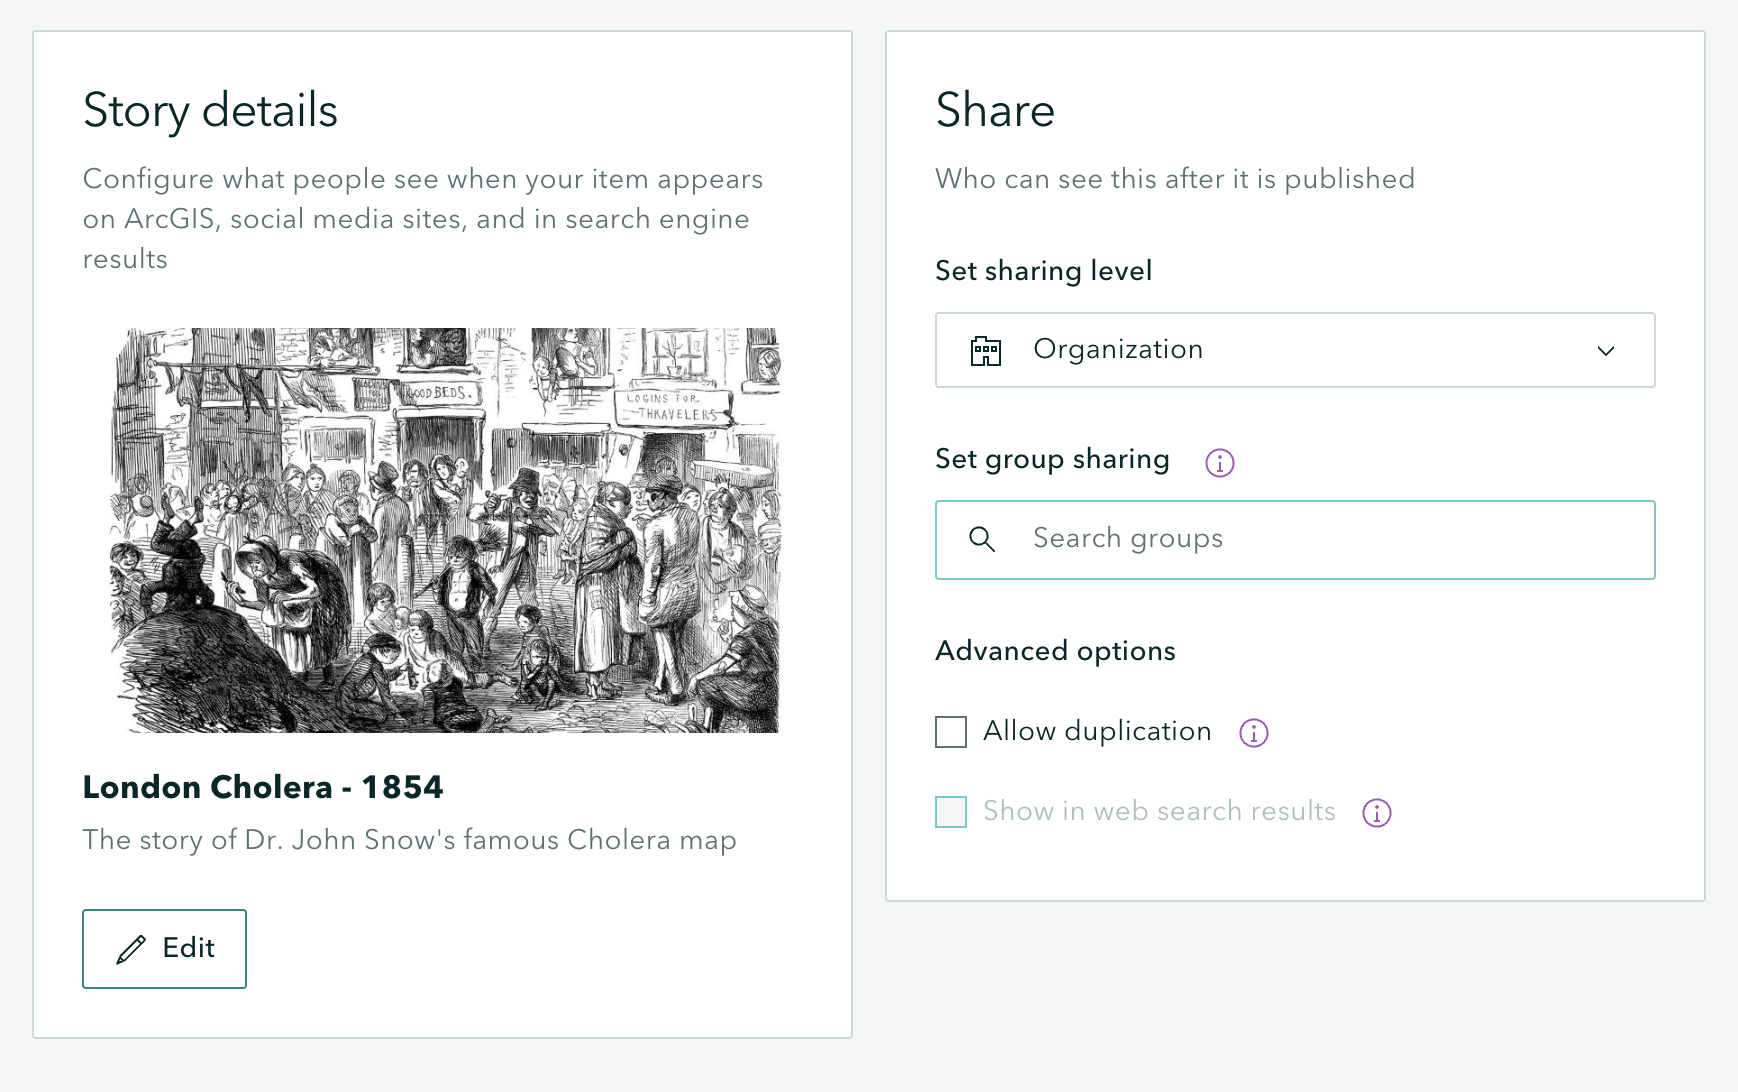 Story details
Configure what people see when your item appears
on ArcGIS, social media sites, and in search engine
results
GOOD BEDS.
LOGINS FOR
THRAVELERS
London Cholera - 1854
The story of Dr. John Snow's famous Cholera map
Edit
Share
Who can see this after it is published
Set sharing level
Organization
Set group sharing
Search groups
Advanced options
Allow duplication
Show in web search results